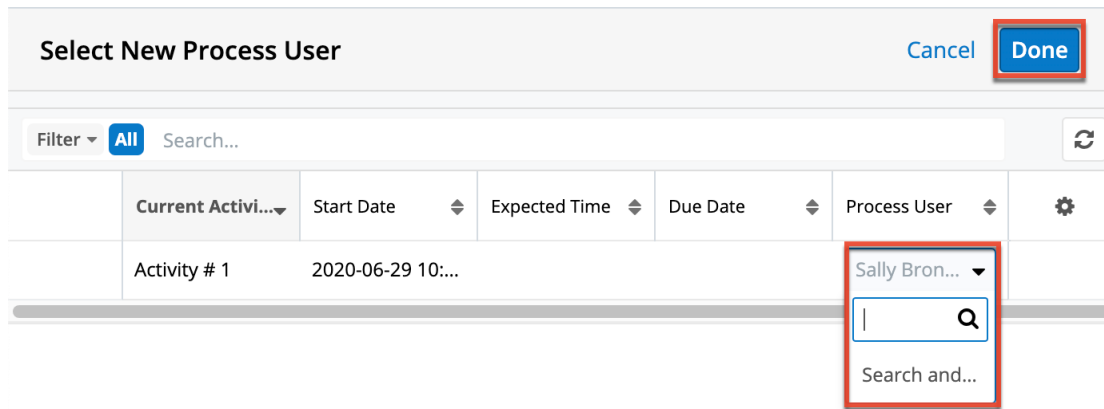 Select New Process User Cancel Done
Filter All Search...
Current Activi... Start Date Expected Time Due Date Process User
Activity # 1 2020-06-29 10:... Sally Bron...
Search and...